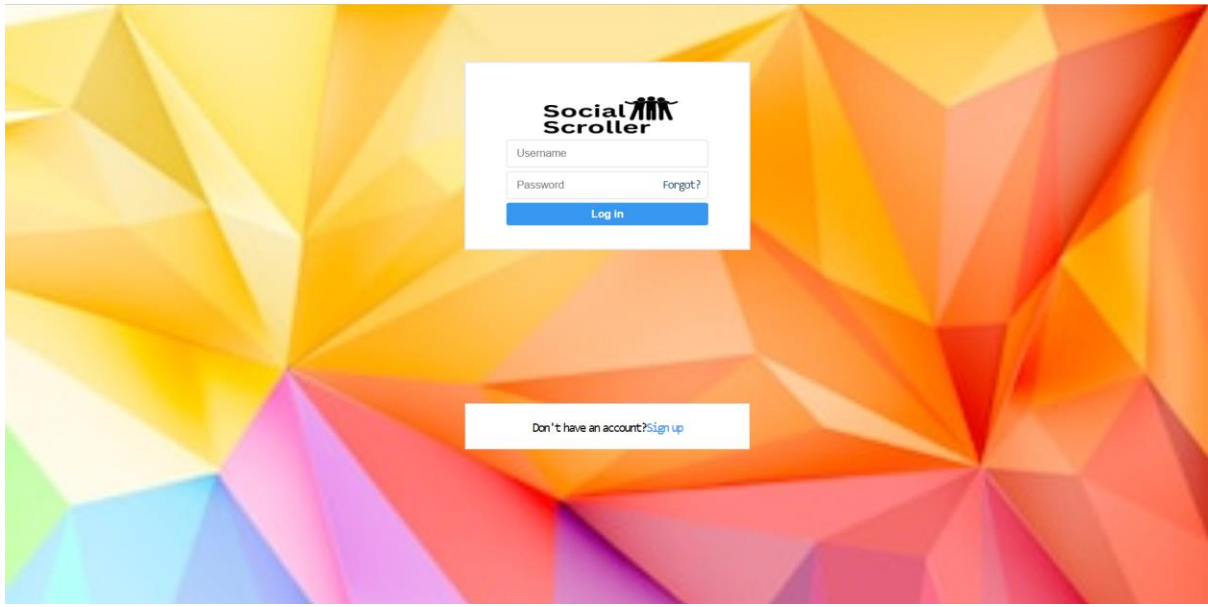 Social
Scroller
Username
Password Forgot?
Log in
Don't have an account?Sign up